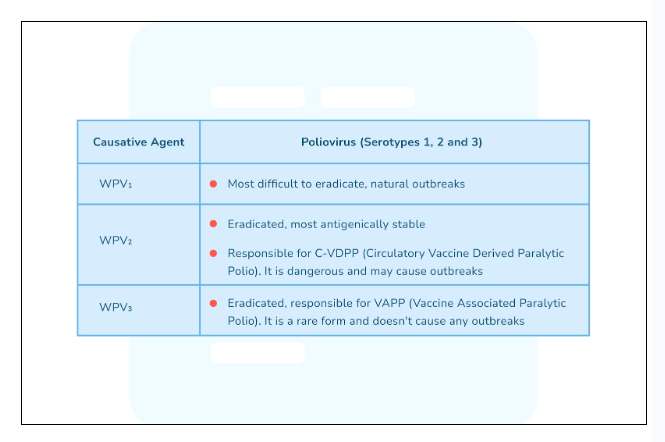 Causative Agent
Poliovirus (Serotypes 1, 2 and 3)
WPV₁
Most difficult to eradicate, natural outbreaks
WPV₂
Eradicated, most antigenically stable
Responsible for C-VDPP (Circulatory Vaccine Derived Paralytic
Polio). It is dangerous and may cause outbreaks
WPV₃
Eradicated, responsible for VAPP (Vaccine Associated Paralytic
Polio). It is a rare form and doesn't cause any outbreaks